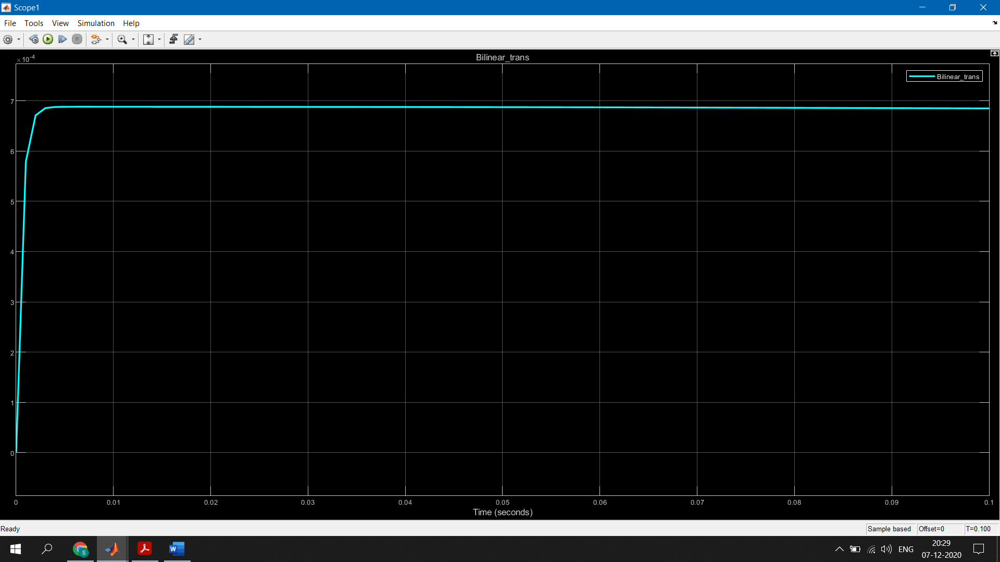 Scope1
File Tools View Simulation Help
×10-4
Bilinear_trans
Bilinear_trans
7
6
5
4
3
2
1
0
0 0.01 0.02 0.03 0.04 0.05 0.06 0.07 0.08 0.09 0.1
Time (seconds)
Ready Sample based Offset=0 T=0.100
S W ENG 20:29
07-12-2020